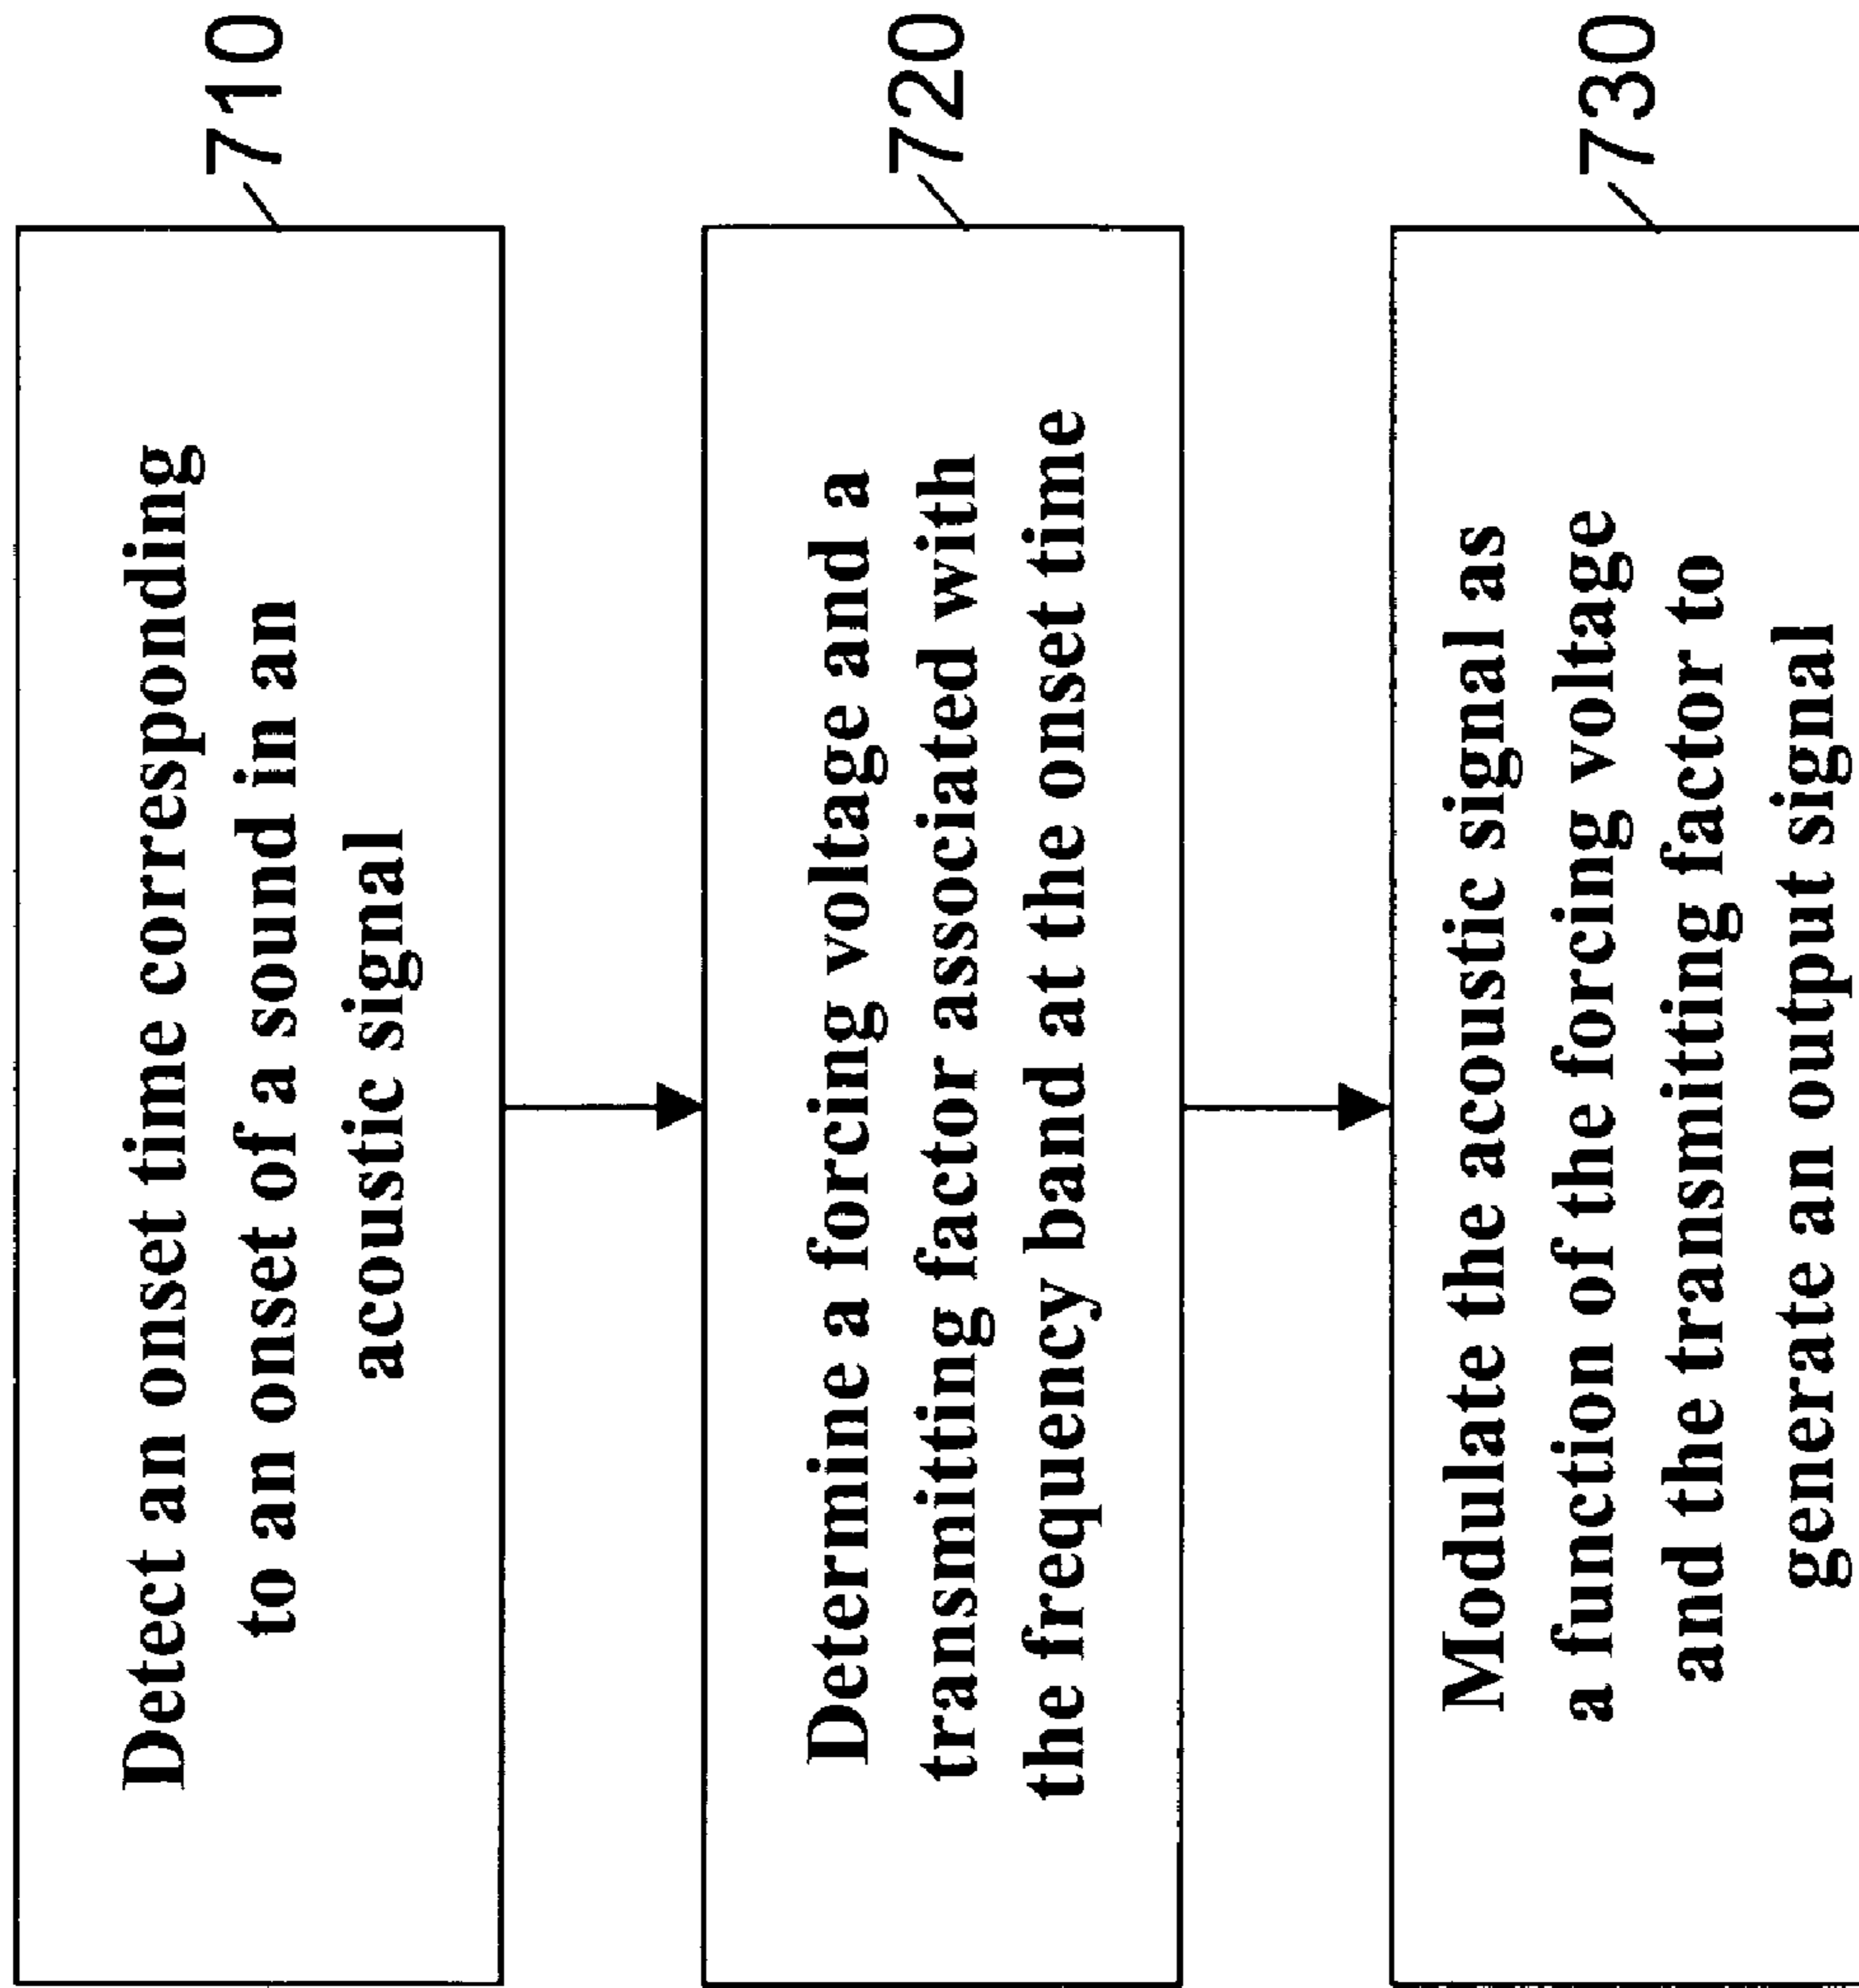 Detect an onset time corresponding
to an onset of a sound in an
acoustic signal
710
Determine a forcing voltage and a
transmitting factor associated with
the frequency band at the onset time
720
Modulate the acoustic signal as
a function of the forcing voltage
and the transmitting factor to
generate an output signal
730